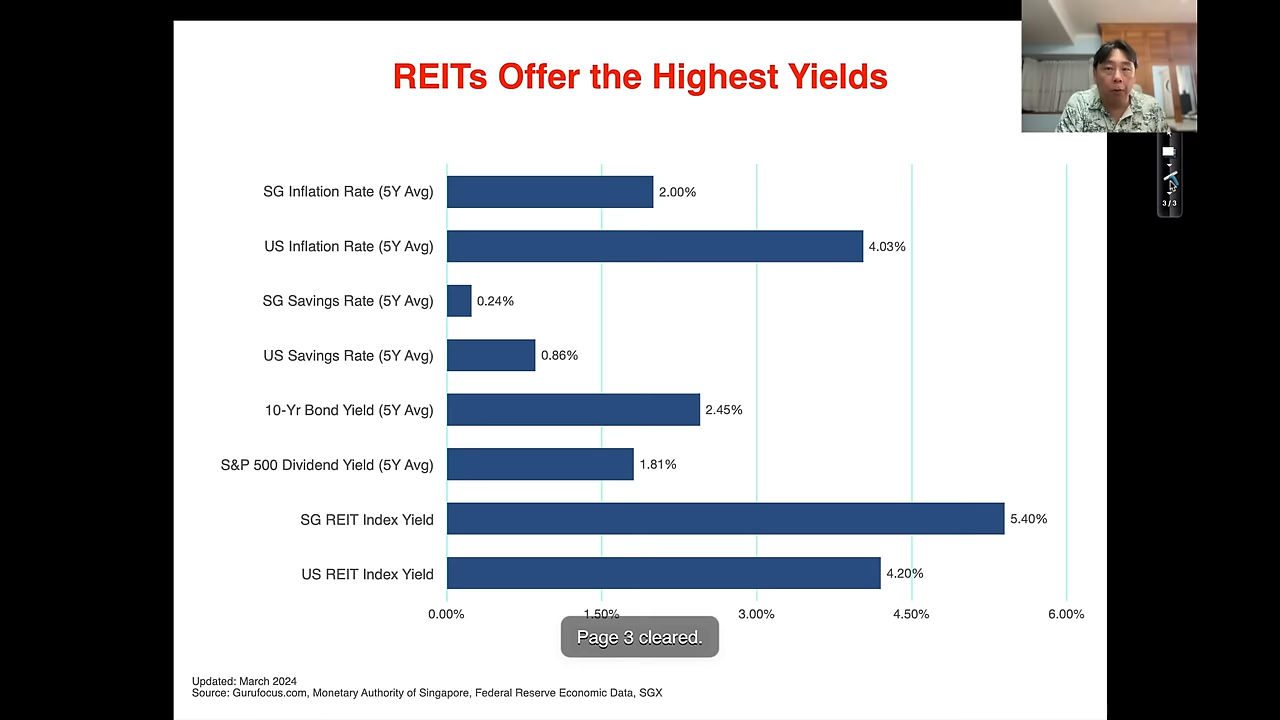 REITs Offer the Highest Yields
SG Inflation Rate (5Y Avg) 2.00%
US Inflation Rate (5Y Avg) 4.03%
SG Savings Rate (5Y Avg) 0.24%
US Savings Rate (5Y Avg) 0.86%
10-Yr Bond Yield (5Y Avg) 2.45%
S&P 500 Dividend Yield (5Y Avg) 1.81%
SG REIT Index Yield 5.40%
US REIT Index Yield 4.20%
0.00% 1.50% 3.00% 4.50% 6.00%
Page 3 cleared.
Updated: March 2024
Source: Gurufocus.com, Monetary Authority of Singapore, Federal Reserve Economic Data, SGX
3 / 3